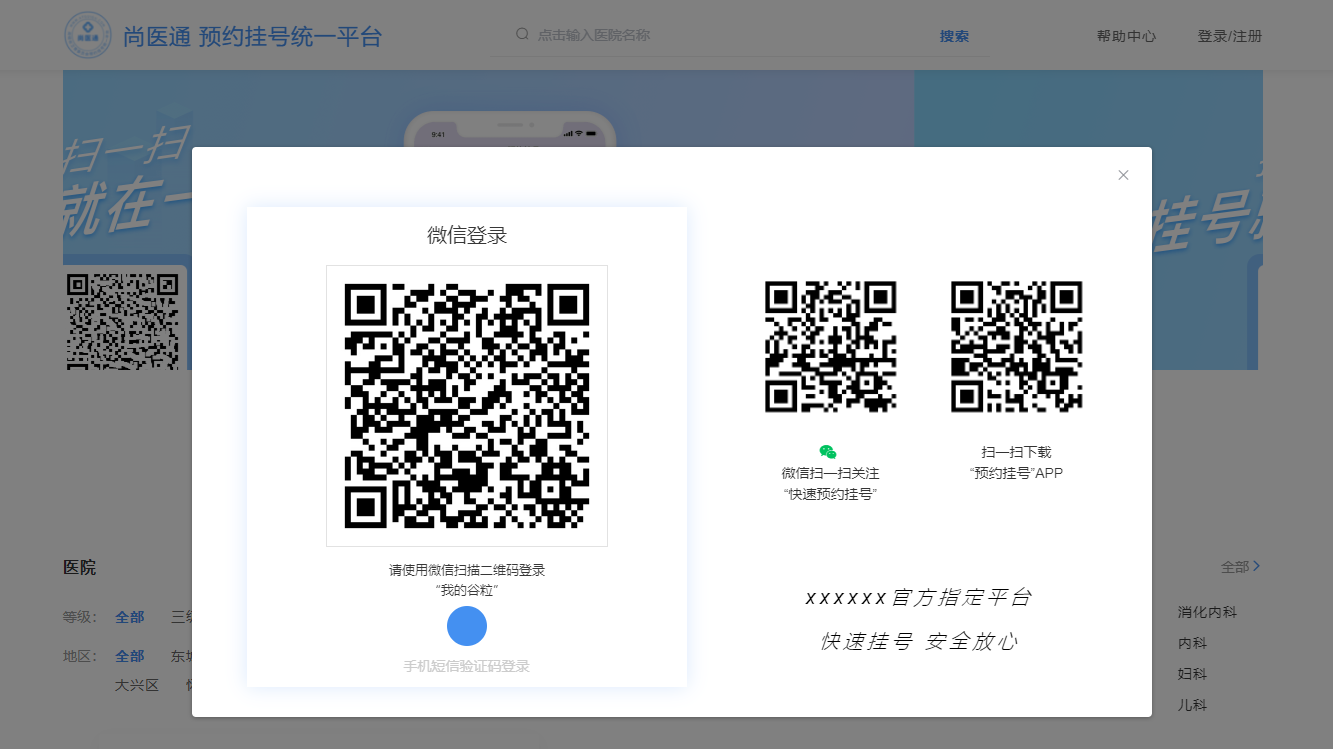 尚医通
尚医通 预约挂号统一平台
点击输入医院名称
搜索
帮助中心
登录/注册
9:41
扫一扫
就在一
挂号
微信登录
请使用微信扫描二维码登录
“我的谷粒”
手机短信验证码登录
微信扫一扫关注
“快速预约挂号”
扫一扫下载
“预约挂号”APP
xxxxxx官方指定平台
快速挂号 安全放心
医院
全部
等级：
全部
三级
地区：
全部
东城
大兴区
消化内科
内科
妇科
儿科